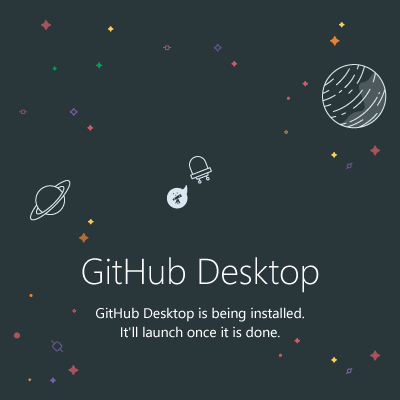 GitHub Desktop
GitHub Desktop is being installed.
It'll launch once it is done.